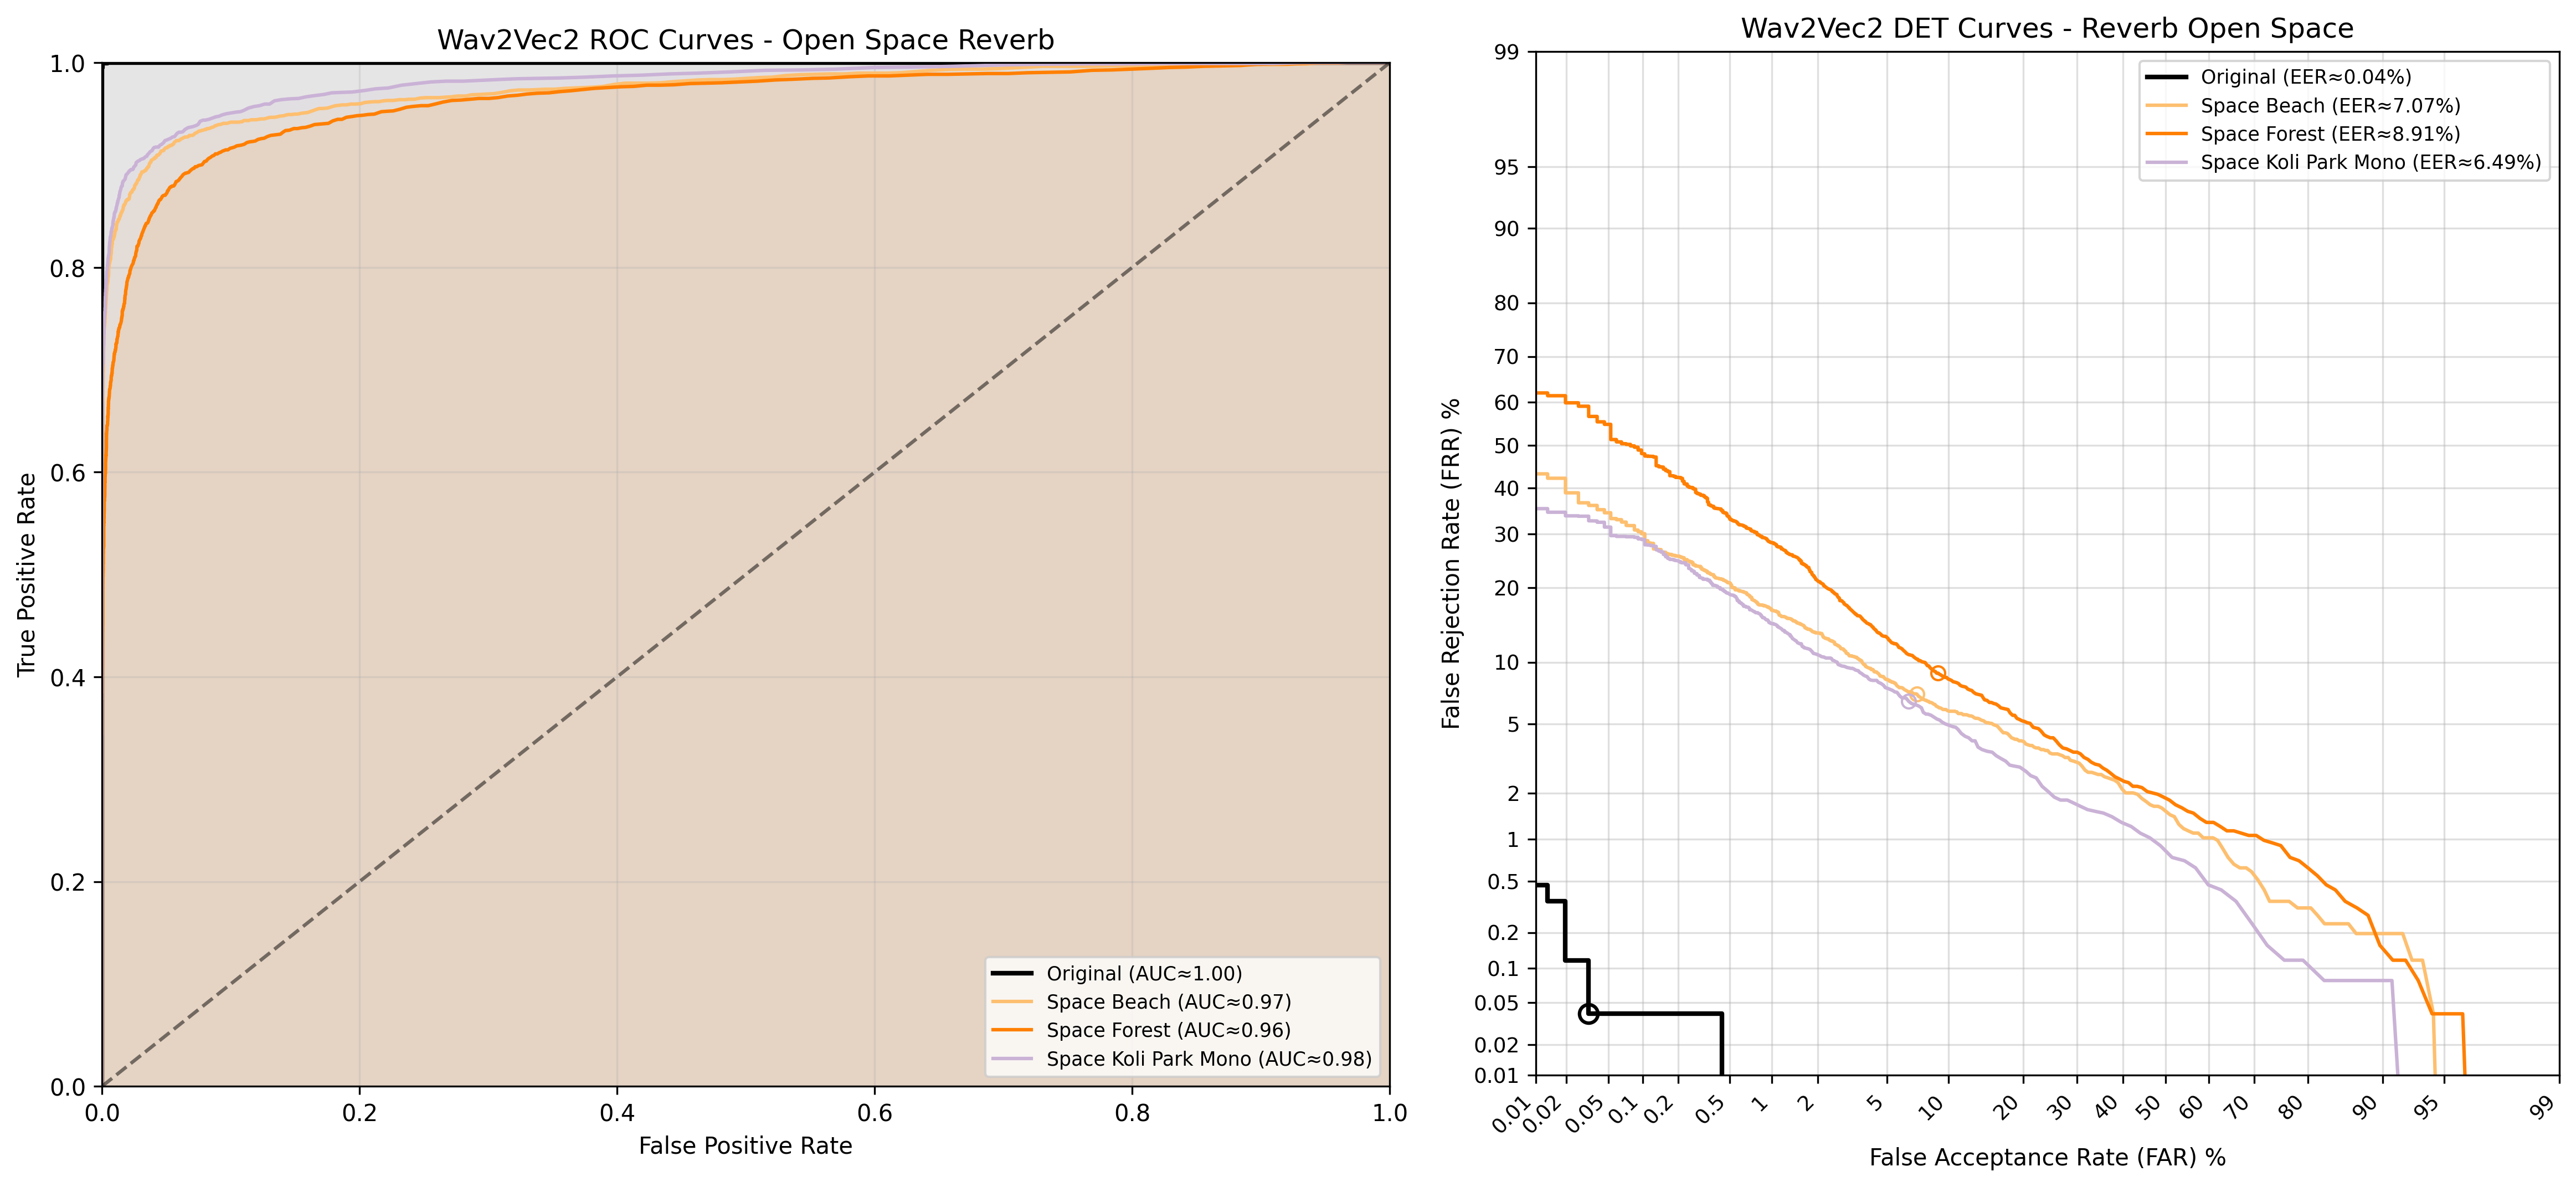 Wav2Vec2 ROC Curves - Open Space Reverb
True Positive Rate
1.0
0.8
0.6
0.4
0.2
0.0
0.0 0.2 0.4 0.6 0.8 1.0
False Positive Rate
Original (AUC≈1.00)
Space Beach (AUC≈0.97)
Space Forest (AUC≈0.96)
Space Koli Park Mono (AUC≈0.98)
Wav2Vec2 DET Curves - Reverb Open Space
False Rejection Rate (FRR) %
99
95
90
80
70
60
50
40
30
20
10
5
2
1
0.5
0.2
0.1
0.05
0.02
0.01
0.01 0.02 0.05 0.1 0.2 0.5 1 2 5 10 20 30 40 50 60 70 80 90 95 99
False Acceptance Rate (FAR) %
Original (EER≈0.04%)
Space Beach (EER≈7.07%)
Space Forest (EER≈8.91%)
Space Koli Park Mono (EER≈6.49%)